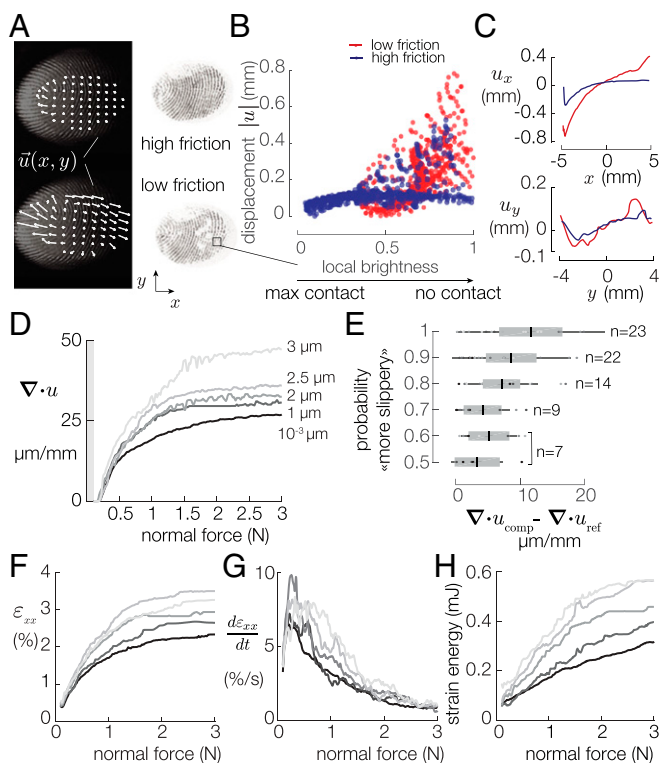 A
high friction
low friction
u⃗(x, y)
y
x
B
low friction
high friction
displacement |u| (mm)
0.8
0.6
0.4
0.2
0
0
0.5
1
local brightness
max contact
no contact
C
u_x
(mm)
0.4
0
-0.4
-0.8
-5
0
5
x (mm)
u_y
(mm)
0.2
0
-0.1
-4
0
4
y (mm)
D
∇·u
µm/mm
50
25
0
3 µm
2.5 µm
2 µm
1 µm
10⁻³ µm
0.5
1
1.5
2
2.5
3
normal force (N)
E
probability
«more slippery»
1
0.9
0.8
0.7
0.6
0.5
n=23
n=22
n=14
n=9
n=7
0
10
20
∇·u_comp - ∇·u_ref
µm/mm
F
ε_xx
(%)
4
3
2
1
0
0
1
2
3
normal force (N)
G
dε_xx
dt
(%/s)
10
5
0
0
1
2
3
normal force (N)
H
strain energy (mJ)
0.6
0.4
0.2
0
0
1
2
3
normal force (N)